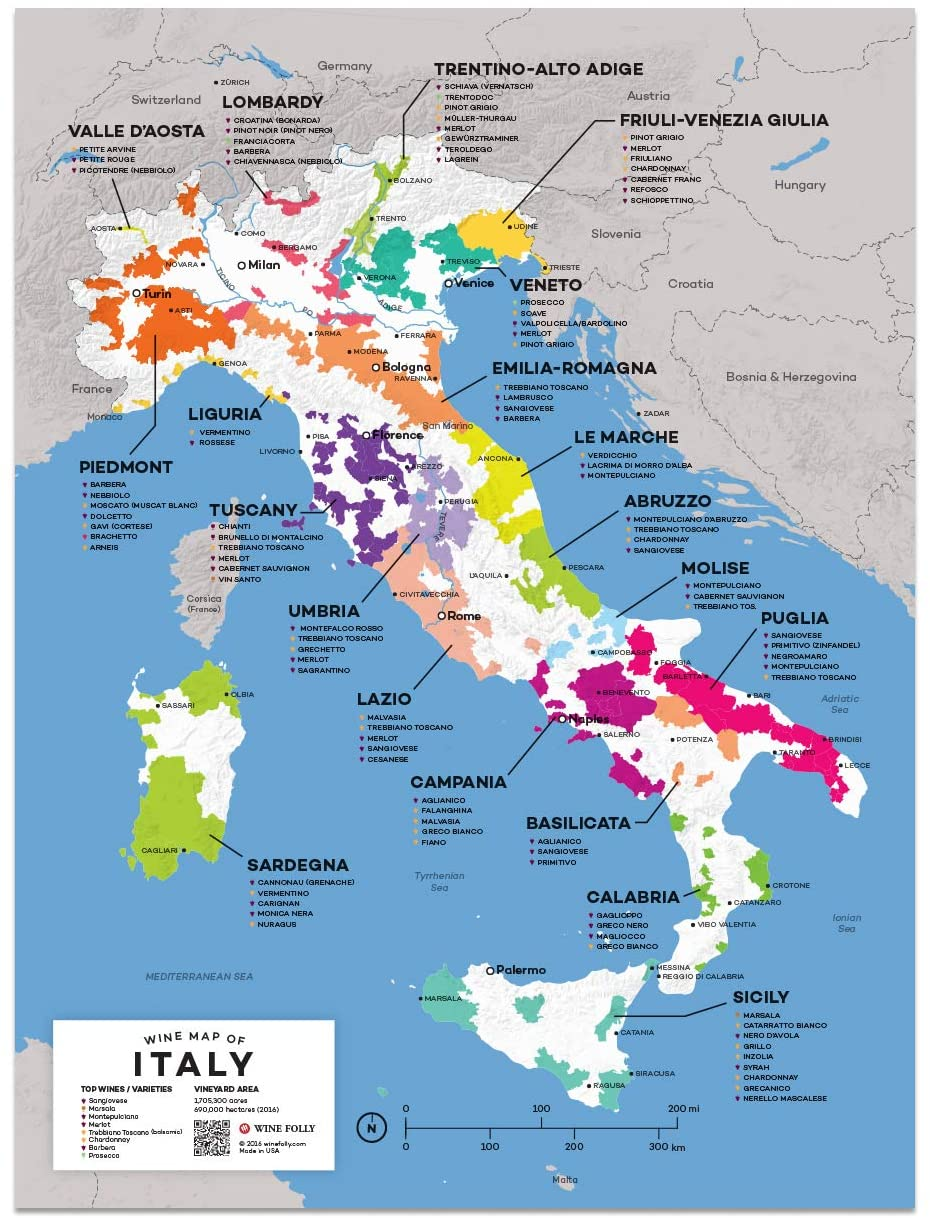 Germany
ZÜRICH
Switzerland
Austria
Hungary
Slovenia
Croatia
Bosnia & Herzegovina
France
Monaco
San Marino
Corsica
(France)
Malta
TRENTINO-ALTO ADIGE
SCHIAVA (VERNATSCH)
TRENTODOC
PINOT GRIGIO
MÜLLER-THURGAU
MERLOT
GEWÜRZTRAMINER
TEROLDEGO
LAGREIN
LOMBARDY
CROATINA (BONARDA)
PINOT NOIR (PINOT NERO)
FRANCIACORTA
BARBERA
CHIAVENNASCA (NEBBIOLO)
VALLE D'AOSTA
PETITE ARVINE
PETITE ROUGE
PICOTENDRE (NEBBIOLO)
FRIULI-VENEZIA GIULIA
PINOT GRIGIO
MERLOT
FRIULIANO
CHARDONNAY
CABERNET FRANC
REFOSCO
SCHIOPPETTINO
VENETO
PROSECCO
SOAVE
VALPOLICELLA/BARDOLINO
MERLOT
PINOT GRIGIO
EMILIA-ROMAGNA
TREBBIANO TOSCANO
LAMBRUSCO
SANGIOVESE
BARBERA
LIGURIA
VERMENTINO
ROSSESE
LE MARCHE
VERDICCHIO
LACRIMA DI MORRO D'ALBA
MONTEPULCIANO
PIEDMONT
BARBERA
NEBBIOLO
MOSCATO (MUSCAT BLANC)
DOLCETTO
GAVI (CORTESE)
BRACHETTO
ARNEIS
TUSCANY
CHIANTI
BRUNELLO DI MONTALCINO
TREBBIANO TOSCANO
MERLOT
CABERNET SAUVIGNON
VIN SANTO
ABRUZZO
MONTEPULCIANO D'ABRUZZO
TREBBIANO TOSCANO
CHARDONNAY
SANGIOVESE
MOLISE
MONTEPULCIANO
CABERNET SAUVIGNON
TREBBIANO TOS.
UMBRIA
MONTEFALCO ROSSO
TREBBIANO TOSCANO
GRECHETTO
MERLOT
SAGRANTINO
PUGLIA
SANGIOVESE
PRIMITIVO (ZINFANDEL)
NEGROAMARO
MONTEPULCIANO
TREBBIANO TOSCANO
LAZIO
MALVASIA
TREBBIANO TOSCANO
MERLOT
SANGIOVESE
CESANESE
CAMPANIA
AGLIANICO
FALANGHINA
MALVASIA
GRECO BIANCO
FIANO
BASILICATA
AGLIANICO
SANGIOVESE
PRIMITIVO
SARDEGNA
CANNONAU (GRENACHE)
VERMENTINO
CARIGNAN
MONICA NERA
NURAGUS
CALABRIA
GAGLIOPPO
GRECO NERO
MAGLIOCCO
GRECO BIANCO
SICILY
MARSALA
CATARRATTO BIANCO
NERO D'AVOLA
GRILLO
INZOLIA
SYRAH
CHARDONNAY
GRECANICO
NERELLO MASCALESE
BOLZANO
TRENTO
AOSTA
COMO
BERGAMO
UDINE
TRIESTE
NOVARA
Milan
TREVISO
VERONA
Venice
Turin
TICINO
ASTI
PO
ADIGE
PARMA
FERRARA
MODENA
GENOA
Bologna
RAVENNA
ZADAR
PISA
Florence
LIVORNO
AREZZO
ANCONA
SIENA
PERUGIA
TEVERE
L'AQUILA
PESCARA
CIVITAVECCHIA
Rome
CAMPOBASSO
FOGGIA
BARLETTA
BARI
BENEVENTO
Naples
SALERNO
POTENZA
TARANTO
BRINDISI
LECCE
OLBIA
SASSARI
CAGLIARI
CROTONE
CATANZARO
VIBO VALENTIA
MESSINA
REGGIO DI CALABRIA
Palermo
MARSALA
CATANIA
SIRACUSA
RAGUSA
Adriatic
Sea
Tyrrhenian
Sea
Ionian
Sea
MEDITERRANEAN SEA
WINE MAP OF
ITALY
TOP WINES / VARIETIES
Sangiovese
Marsala
Montepulciano
Merlot
Trebbiano Toscano (balsamic)
Chardonnay
Barbera
Prosecco
VINEYARD AREA
1,705,300 acres
690,000 hectares (2016)
WINE FOLLY
© 2016 winefolly.com
Made in USA
N
0 100 200 mi
0 100 200 300 km